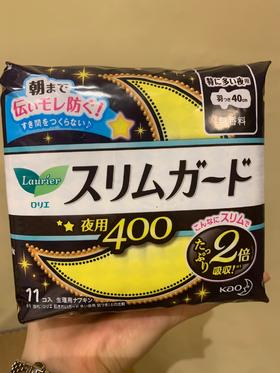 朝まで
伝いモレ防ぐ!
すき間をつくらない♪
特に多い夜用
羽つき40cm
無香料
Laurier
ロリエ
スリムガード
夜用400
こんなにスリムで
たっぷり2倍
吸収!
11コ入 生理用ナプキン
Kao